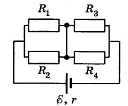 R₁ R₃
R₂ R₄
ℰ, r